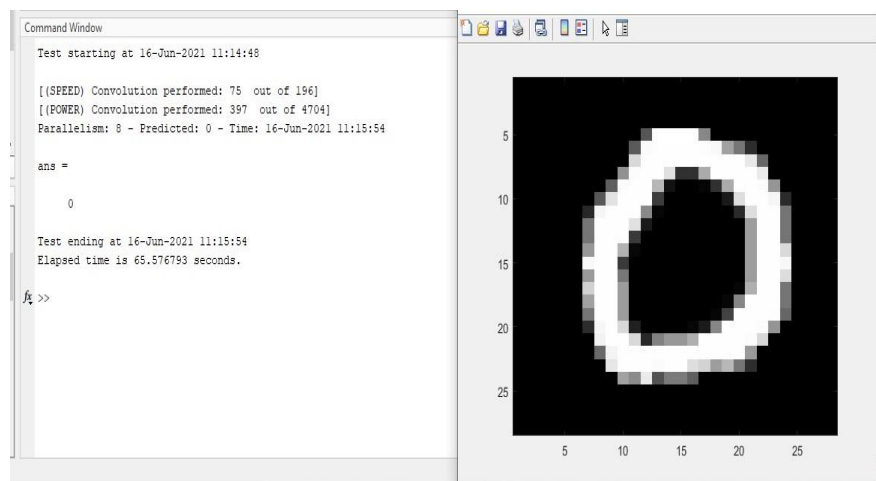 Command Window
Test starting at 16-Jun-2021 11:14:48
[(SPEED) Convolution performed: 75 out of 196]
[(POWER) Convolution performed: 397 out of 4704]
Parallelism: 8 - Predicted: 0 - Time: 16-Jun-2021 11:15:54
ans =
0
Test ending at 16-Jun-2021 11:15:54
Elapsed time is 65.576793 seconds.
fx >>
5
10
15
20
25
5 10 15 20 25